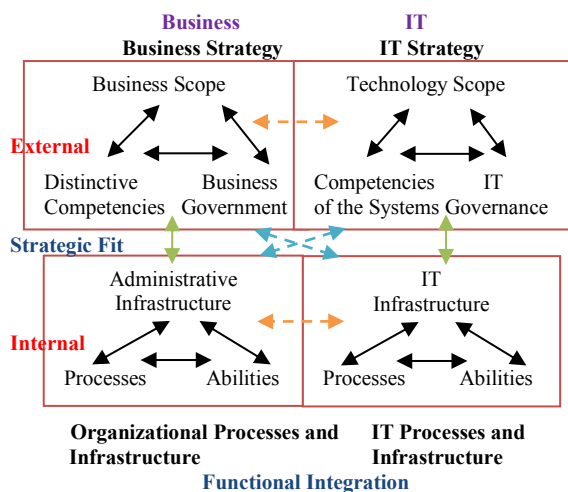 Business IT
Business Strategy IT Strategy
Business Scope Technology Scope
External
Distinctive Business Competencies IT
Competencies Government of the Systems Governance
Strategic Fit
Administrative IT
Infrastructure Infrastructure
Internal
Processes Abilities Processes Abilities
Organizational Processes and IT Processes and
Infrastructure Infrastructure
Functional Integration